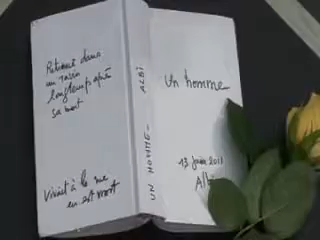 Retrouvé dans
un jardin
longtemps après
sa mort
Vivait à la rue
en est mort
UN HOMME _ ALBI
Un homme
13 juin 2011
Albi